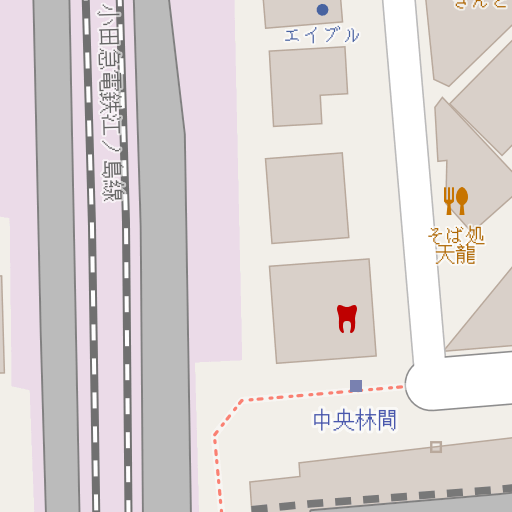 エイブル
小田急電鉄江ノ島線
そば処
天龍
中央林間